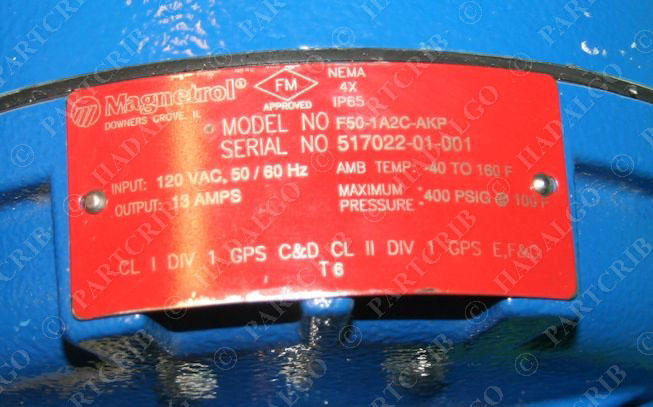 Magnetrol®
DOWNERS GROVE, IL
FM
APPROVED
NEMA
4X
IP65
MODEL NO F50-1A2C-AKP
SERIAL NO 517022-01-001
INPUT: 120 VAC, 50 / 60 Hz
OUTPUT: 13 AMPS
AMB TEMP: -40 TO 160 F
MAXIMUM
PRESSURE: 400 PSIG @ 100 F
CL I DIV 1 GPS C&D CL II DIV 1 GPS E,F&G
T6
© PARTCRIB
© HADALGO